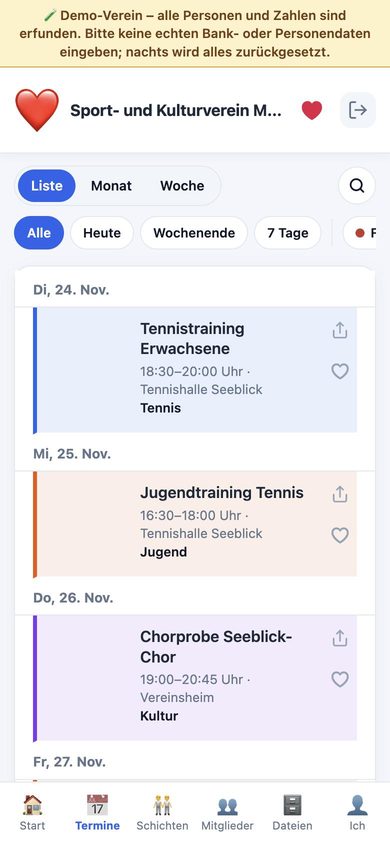 🧪 Demo-Verein – alle Personen und Zahlen sind
erfunden. Bitte keine echten Bank- oder Personendaten
eingeben; nachts wird alles zurückgesetzt.
Sport- und Kulturverein M...
Liste Monat Woche
Alle Heute Wochenende 7 Tage F
Di, 24. Nov.
Tennistraining
Erwachsene
18:30–20:00 Uhr ·
Tennishalle Seeblick
Tennis
Mi, 25. Nov.
Jugendtraining Tennis
16:30–18:00 Uhr ·
Tennishalle Seeblick
Jugend
Do, 26. Nov.
Chorprobe Seeblick-
Chor
19:00–20:45 Uhr ·
Vereinsheim
Kultur
Fr, 27. Nov.
17
Start Termine Schichten Mitglieder Dateien Ich